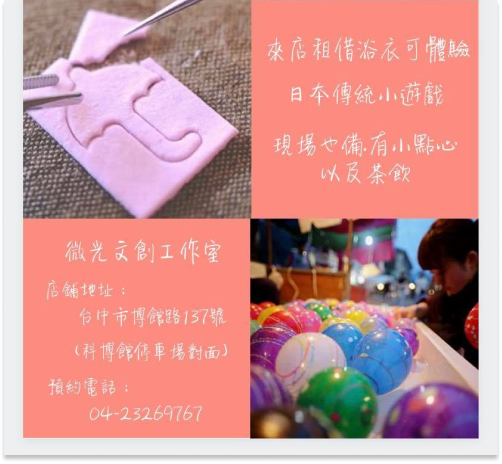 來店租借浴衣可體驗
日本傳統小遊戲
現場也備有小點心
以及茶飲
微光文創工作室
店鋪地址：
台中市博館路137號
（科博館停車場對面）
預約電話：
04-23269767